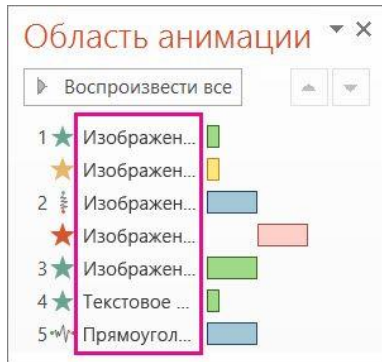 Область анимации
Воспроизвести все
1 Изображен...
Изображен...
2 Изображен...
Изображен...
3 Изображен...
4 Текстовое ...
5 Прямоугол...